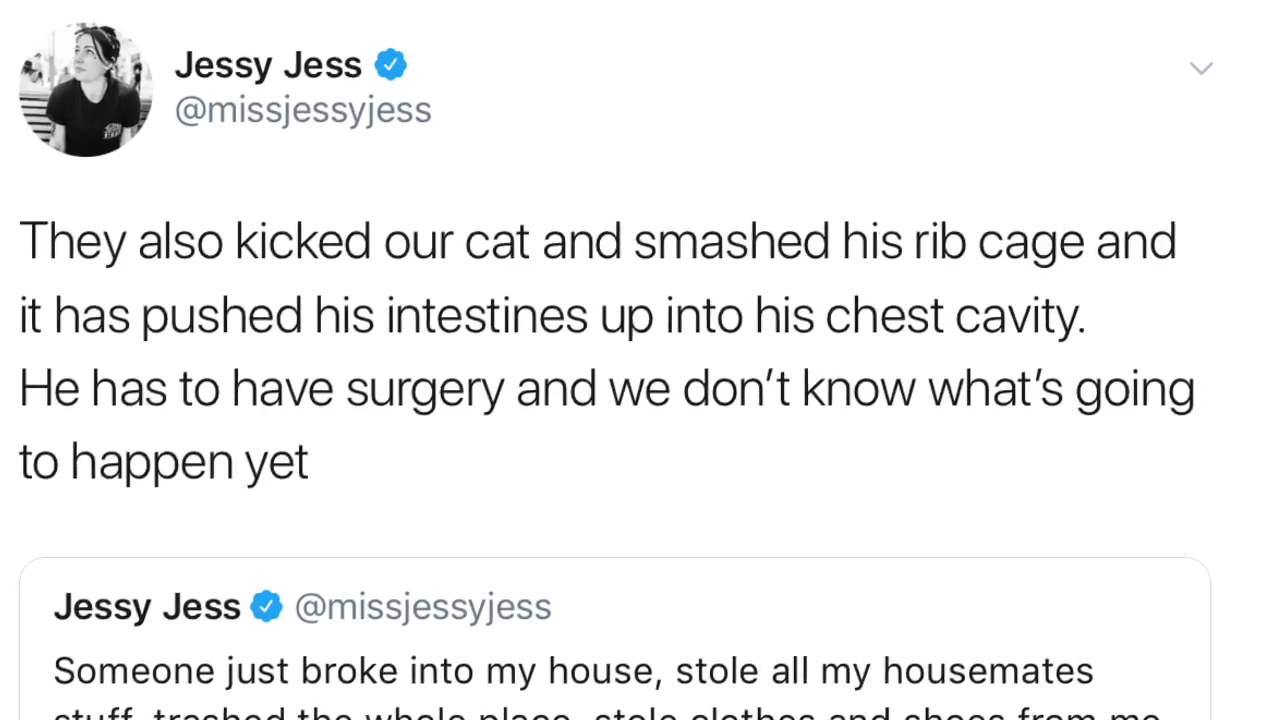 Jessy Jess
@missjessyjess
They also kicked our cat and smashed his rib cage and
it has pushed his intestines up into his chest cavity.
He has to have surgery and we don’t know what’s going
to happen yet
Jessy Jess @missjessyjess
Someone just broke into my house, stole all my housemates
stuff, trashed the whole place, stole clothes and shoes from me